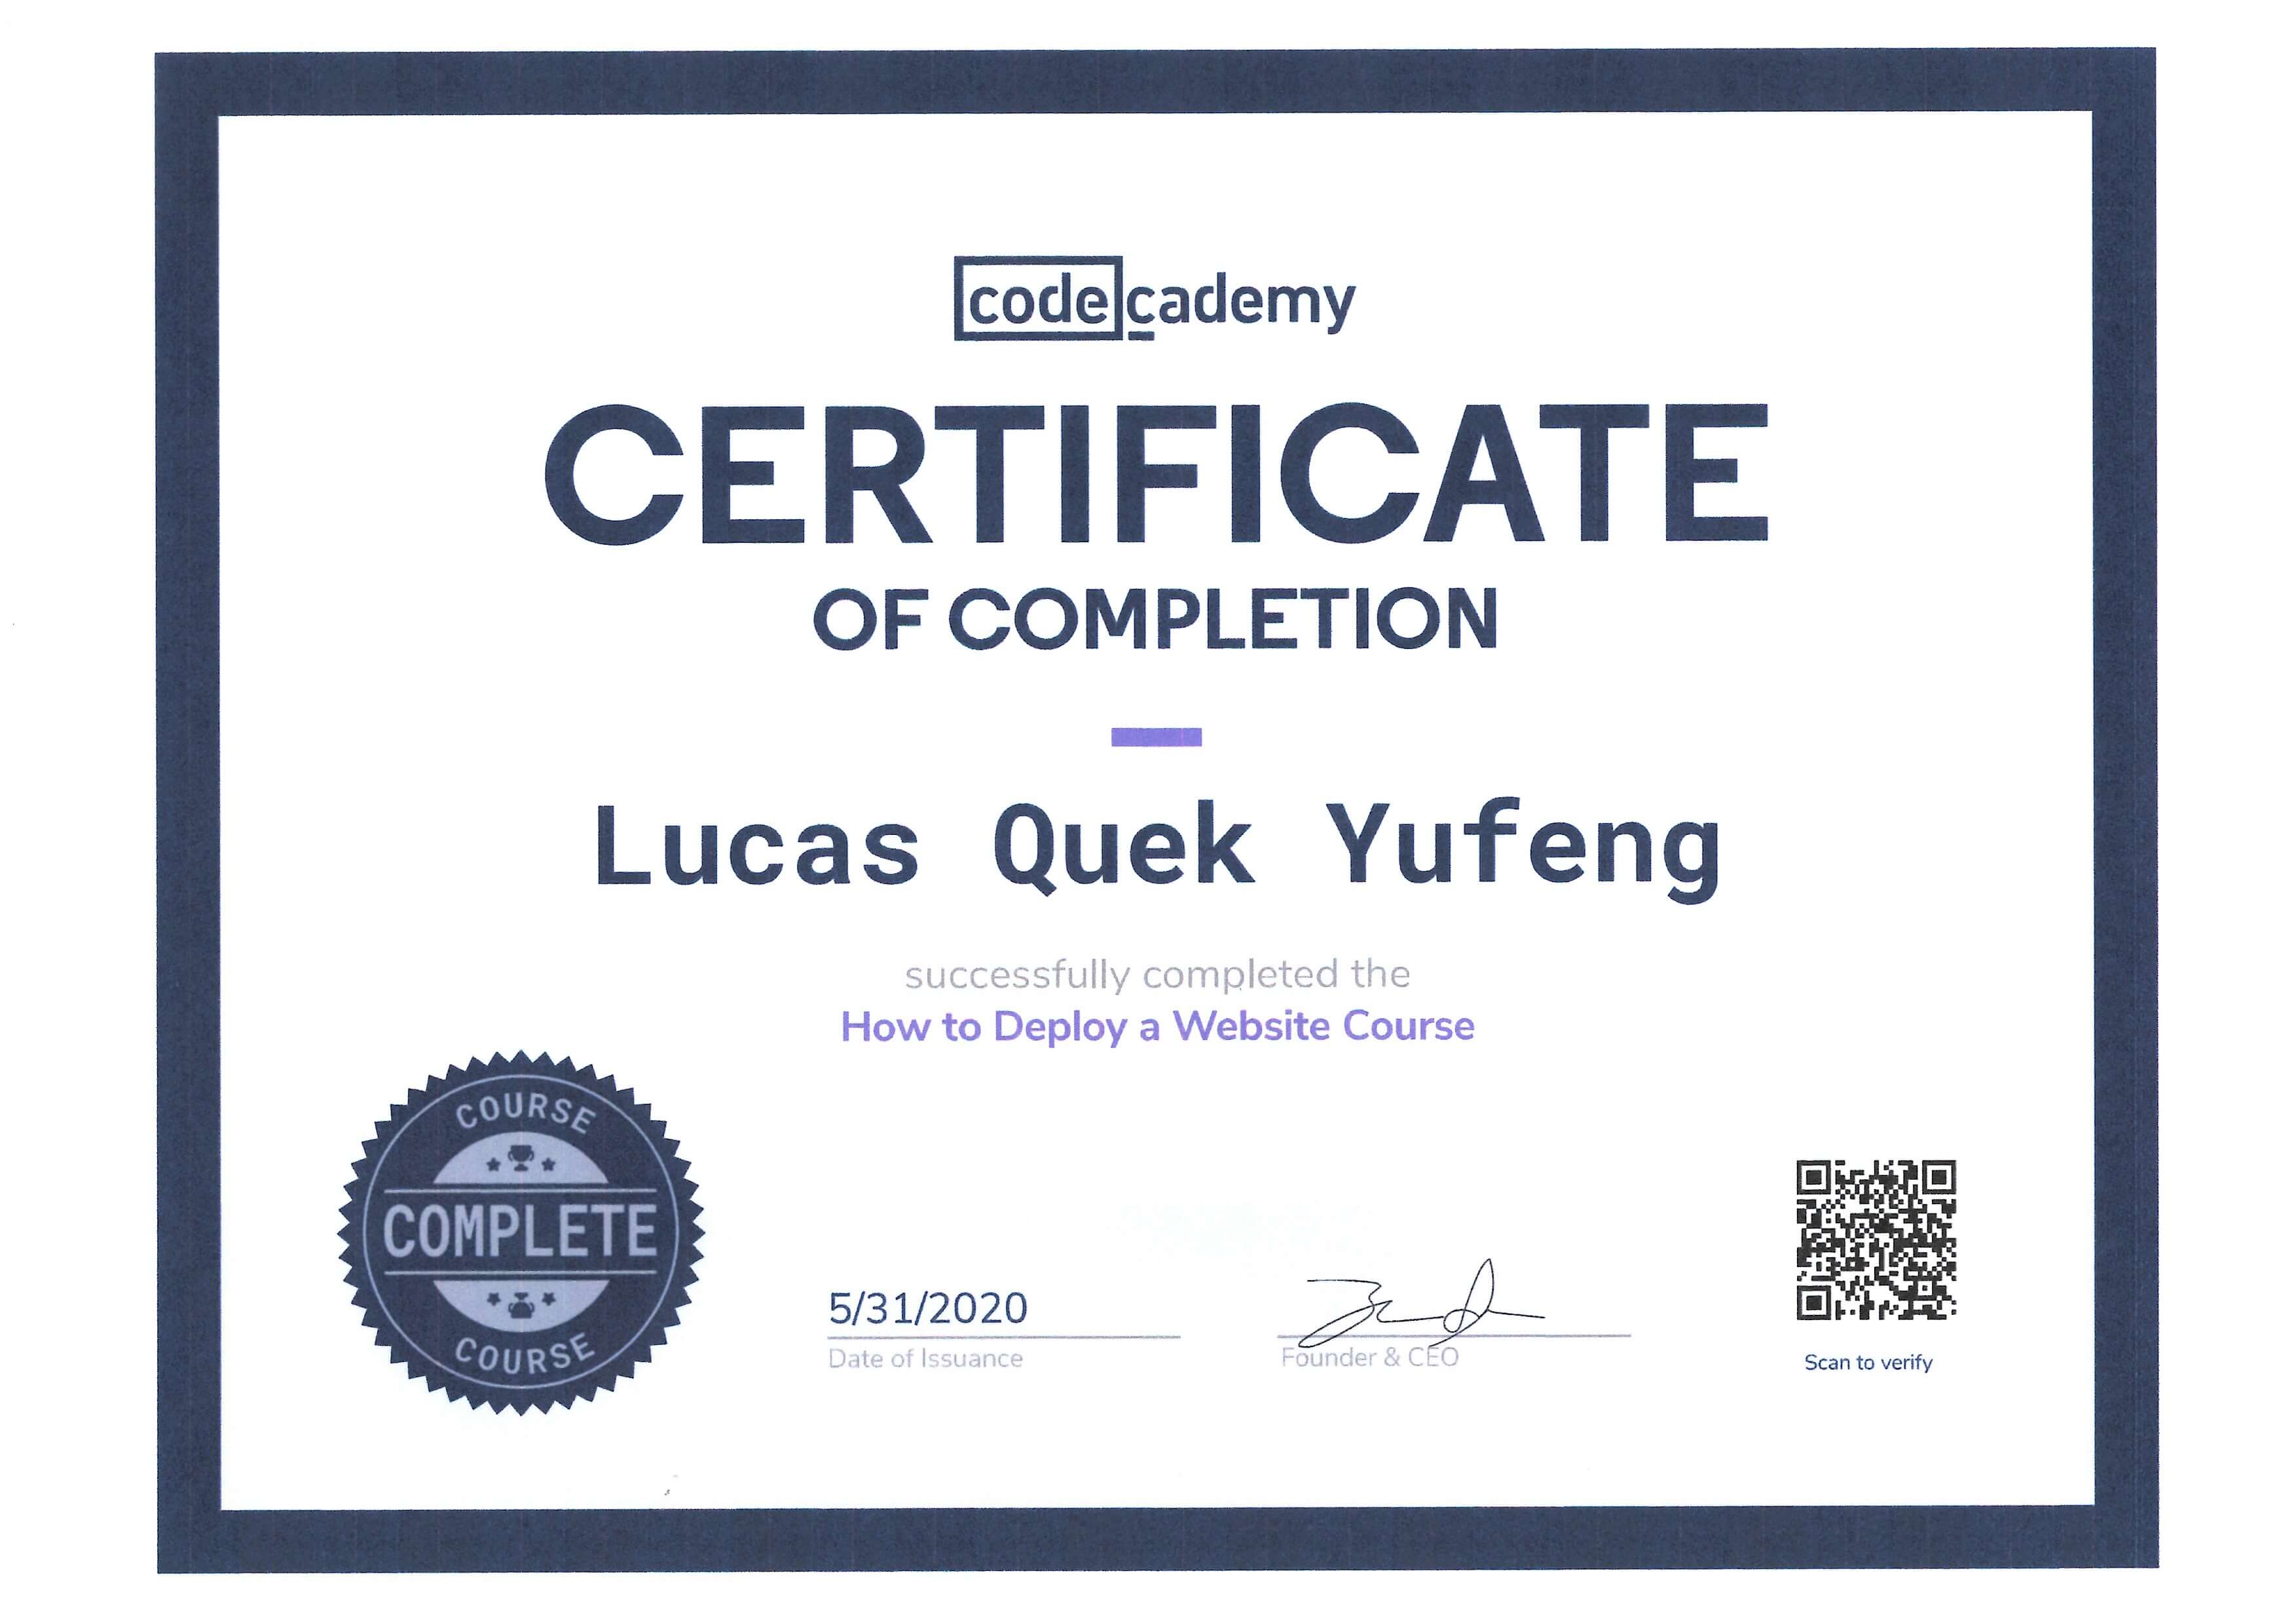 codecademy
CERTIFICATE
OF COMPLETION
Lucas Quek Yufeng
successfully completed the
How to Deploy a Website Course
COURSE
COMPLETE
COURSE
5/31/2020
Date of Issuance
Founder & CEO
Scan to verify